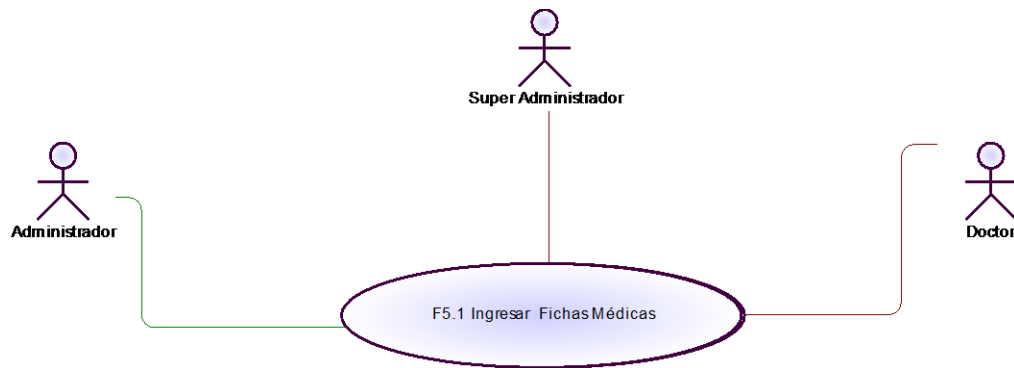 Super Administrador
Administrador
Doctor
F5.1 Ingresar Fichas Médicas